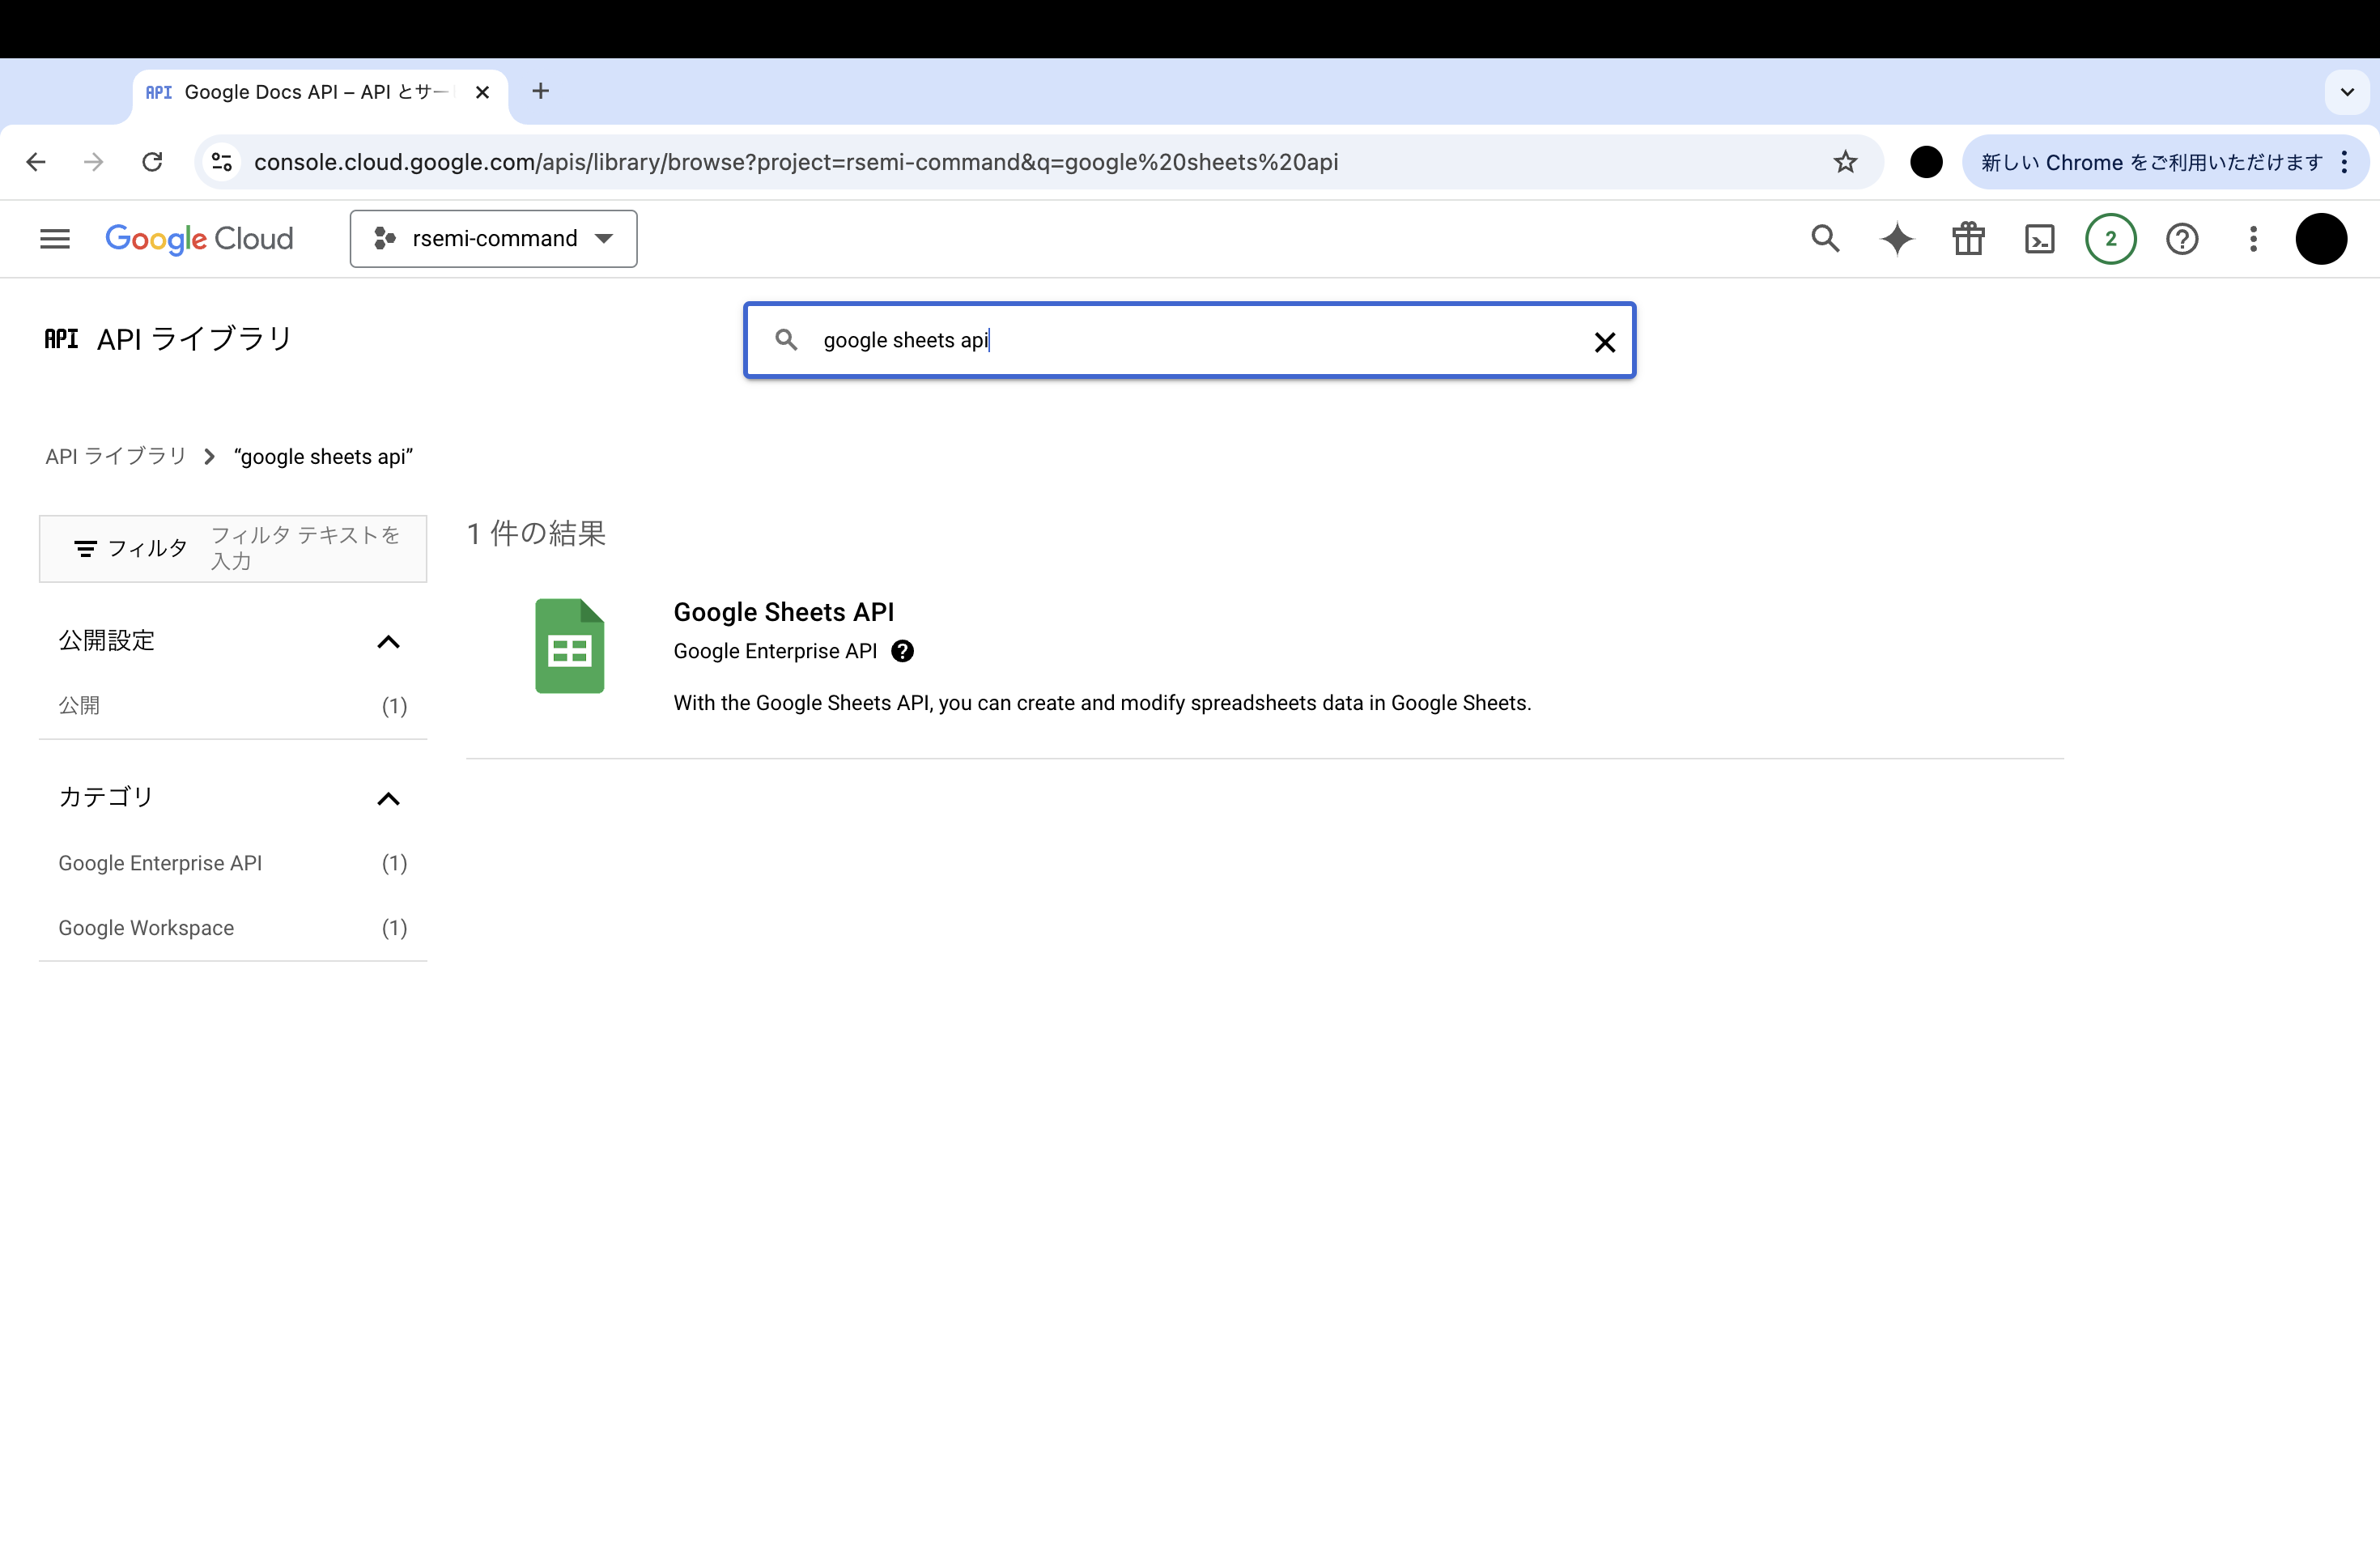 API Google Docs API – API とサー
console.cloud.google.com/apis/library/browse?project=rsemi-command&q=google%20sheets%20api
新しい Chrome をご利用いただけます
Google Cloud
rsemi-command
2
API API ライブラリ
google sheets api
API ライブラリ
“google sheets api”
フィルタ
フィルタ テキストを
入力
公開設定
公開 (1)
カテゴリ
Google Enterprise API (1)
Google Workspace (1)
1 件の結果
Google Sheets API
Google Enterprise API
With the Google Sheets API, you can create and modify spreadsheets data in Google Sheets.